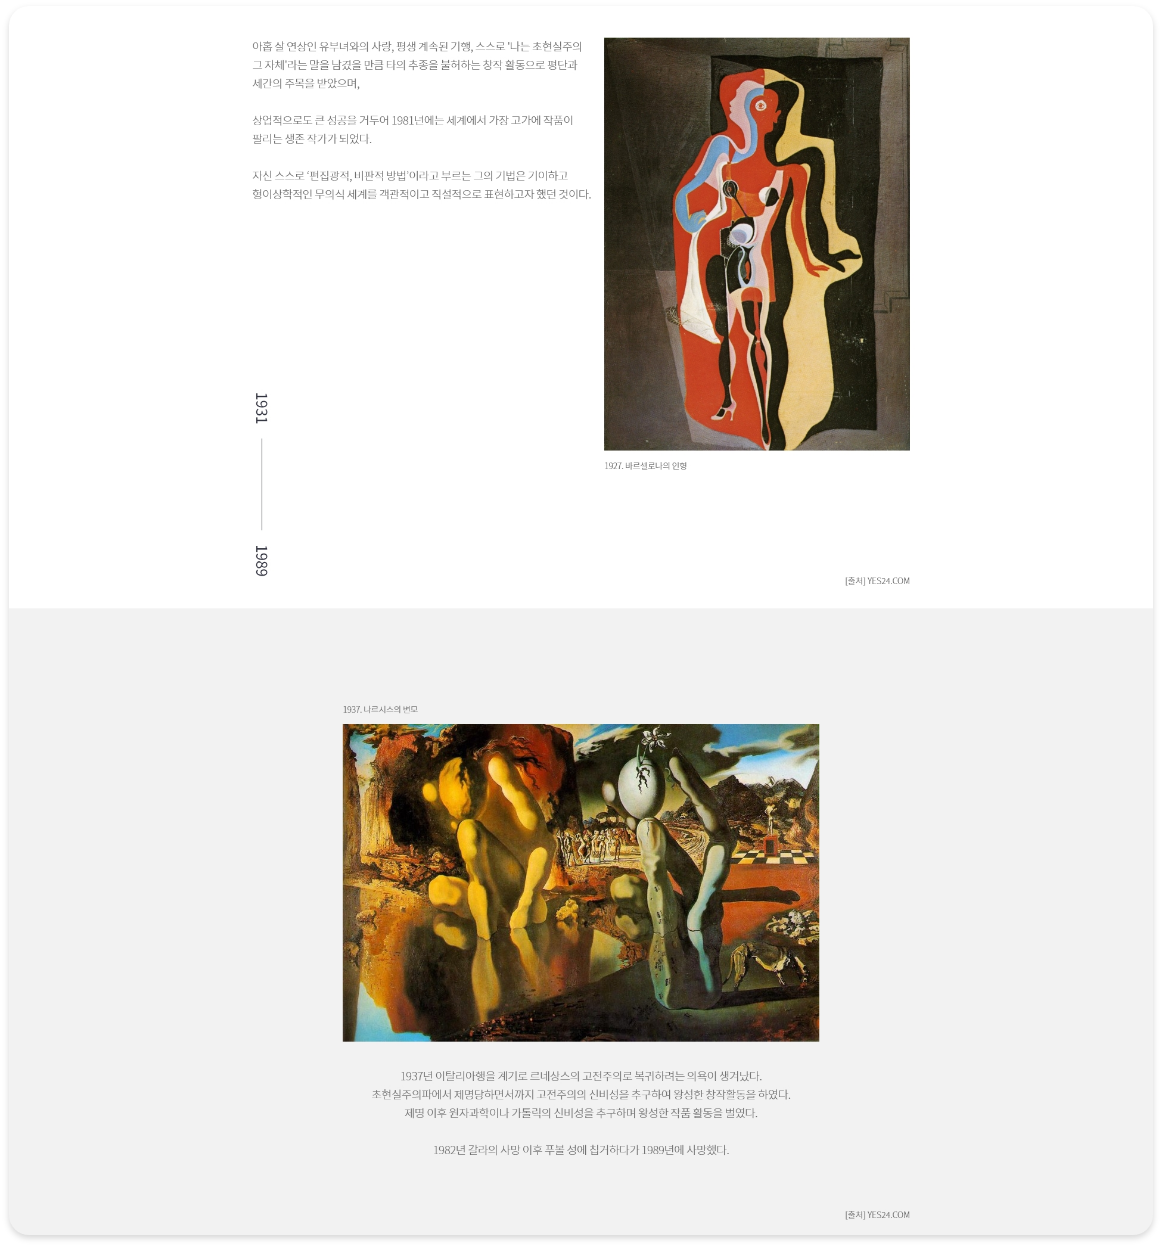 아홉 살 연상인 유부녀와의 사랑, 평생 계속된 기행, 스스로 '나는 초현실주의
그 자체'라는 말을 남겼을 만큼 타의 추종을 불허하는 창작 활동으로 평단과
세간의 주목을 받았으며,
상업적으로도 큰 성공을 거두어 1981년에는 세계에서 가장 고가에 작품이
팔리는 생존 작가가 되었다.
자신 스스로 '편집광적, 비판적 방법'이라고 부르는 그의 기법은 기이하고
형이상학적인 무의식 세계를 객관적이고 직설적으로 표현하고자 했던 것이다.
1931
1989
1927. 바르셀로나의 인형
[출처] YES24.COM
1937. 나르시스의 변모
1937년 이탈리아행을 계기로 르네상스의 고전주의로 복귀하려는 의욕이 생겨났다.
초현실주의파에서 제명당하면서까지 고전주의의 신비성을 추구하여 왕성한 창작활동을 하였다.
제명 이후 원자과학이나 가톨릭의 신비성을 추구하며 왕성한 작품 활동을 벌였다.
1982년 갈라의 사망 이후 푸볼 성에 칩거하다가 1989년에 사망했다.
[출처] YES24.COM